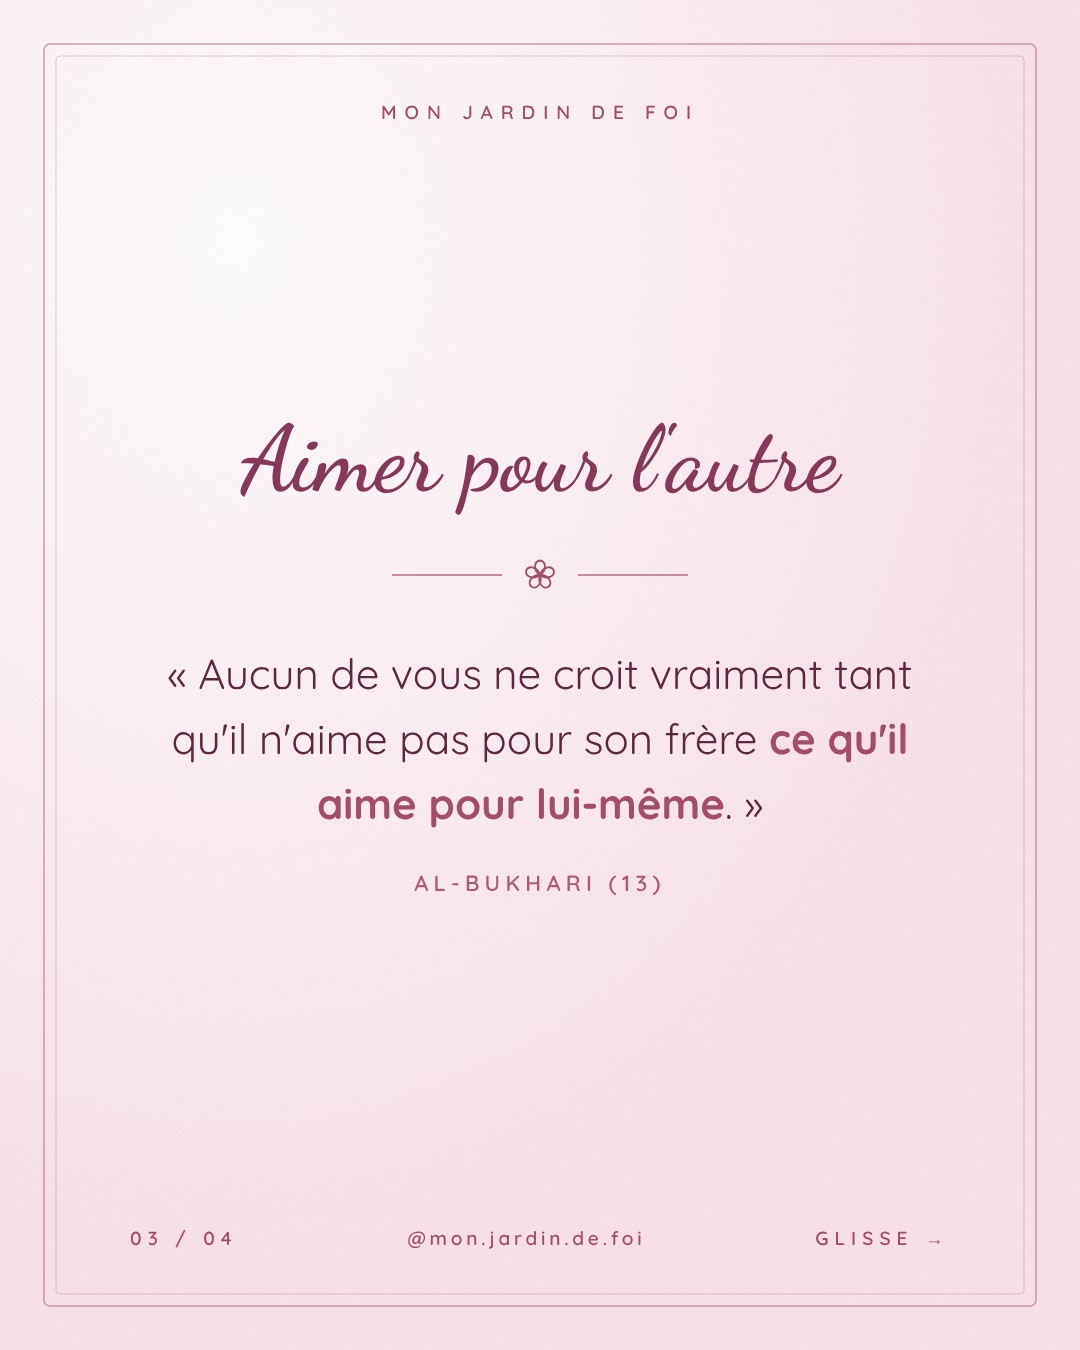 MON JARDIN DE FOI
Aimer pour l'autre
« Aucun de vous ne croit vraiment tant
qu'il n'aime pas pour son frère ce qu'il
aime pour lui-même. »
AL-BUKHARI (13)
03 / 04
@mon.jardin.de.foi
GLISSE →